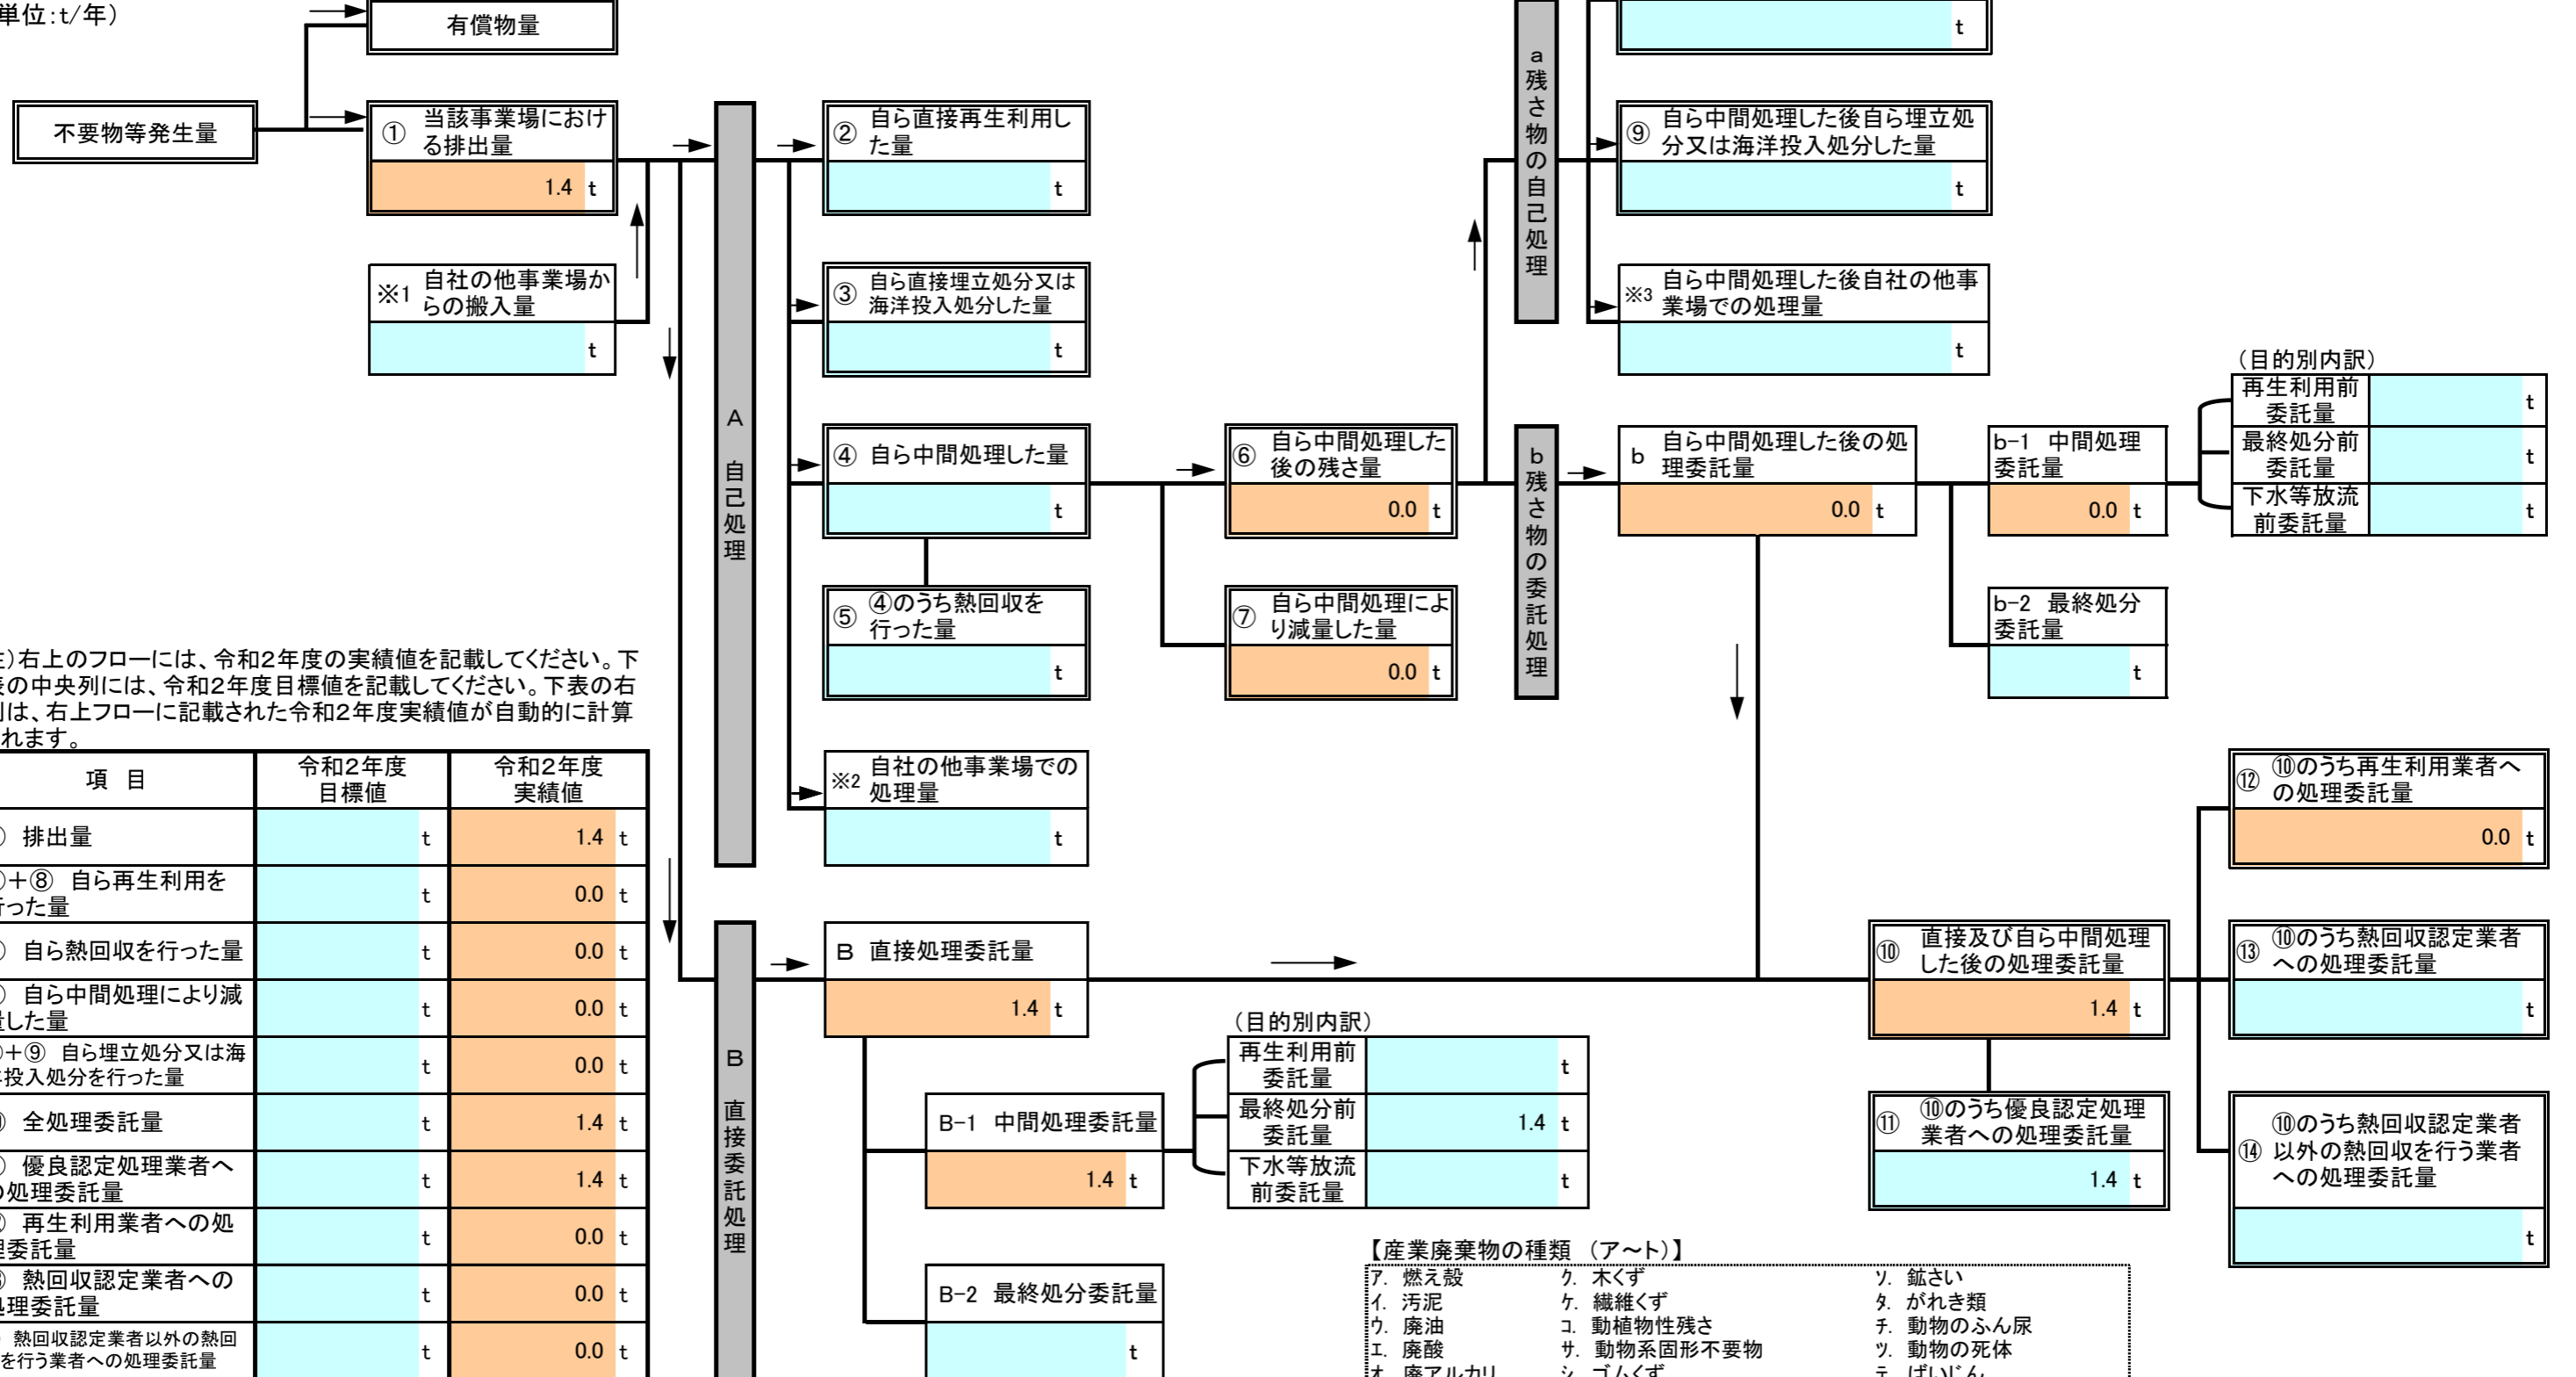 単位:t/年)
有償物量
t
不要物等発生量
① 当該事業場におけ
る排出量
1.4 t
※1 自社の他事業場か
らの搬入量
t
A 自己処理
② 自ら直接再生利用し
た量
t
③ 自ら直接埋立処分又は
海洋投入処分した量
t
④ 自ら中間処理した量
t
⑤ ④のうち熱回収を
行った量
t
※2 自社の他事業場での
処理量
t
⑥ 自ら中間処理した
後の残さ量
0.0 t
⑦ 自ら中間処理によ
り減量した量
0.0 t
a 残さ物の自己処理
⑨ 自ら中間処理した後自ら埋立処
分又は海洋投入処分した量
t
※3 自ら中間処理した後自社の他事
業場での処理量
t
b 残さ物の委託処理
b 自ら中間処理した後の処
理委託量
0.0 t
b-1 中間処理
委託量
0.0 t
b-2 最終処分
委託量
t
(目的別内訳)
再生利用前
委託量 t
最終処分前
委託量 t
下水等放流
前委託量 t
)右上のフローには、令和2年度の実績値を記載してください。下
表の中央列には、令和2年度目標値を記載してください。下表の右
列は、右上フローに記載された令和2年度実績値が自動的に計算
れます。
項 目 令和2年度
目標値 令和2年度
実績値
) 排出量 t 1.4 t
)+⑧ 自ら再生利用を
行った量 t 0.0 t
) 自ら熱回収を行った量 t 0.0 t
) 自ら中間処理により減
量した量 t 0.0 t
)+⑨ 自ら埋立処分又は海
洋投入処分を行った量 t 0.0 t
) 全処理委託量 t 1.4 t
) 優良認定処理業者へ
の処理委託量 t 1.4 t
) 再生利用業者への処
理委託量 t 0.0 t
) 熱回収認定業者への
処理委託量 t 0.0 t
熱回収認定業者以外の熱回
を行う業者への処理委託量 t 0.0 t
B 直接委託処理
B 直接処理委託量
1.4 t
B-1 中間処理委託量
1.4 t
B-2 最終処分委託量
t
(目的別内訳)
再生利用前
委託量 t
最終処分前
委託量 1.4 t
下水等放流
前委託量 t
⑩ 直接及び自ら中間処理
した後の処理委託量
1.4 t
⑪ ⑩のうち優良認定処理
業者への処理委託量
1.4 t
⑫ ⑩のうち再生利用業者へ
の処理委託量
0.0 t
⑬ ⑩のうち熱回収認定業者
への処理委託量
t
⑭ ⑩のうち熱回収認定業者
以外の熱回収を行う業者
への処理委託量
t
【産業廃棄物の種類 (ア~ト)】
ア. 燃え殻 ク. 木くず ソ. 鉱さい
イ. 汚泥 ケ. 繊維くず タ. がれき類
ウ. 廃油 コ. 動植物性残さ チ. 動物のふん尿
エ. 廃酸 サ. 動物系固形不要物 ツ. 動物の死体
オ. 廃アルカリ シ. ゴムくず テ. ばいじん